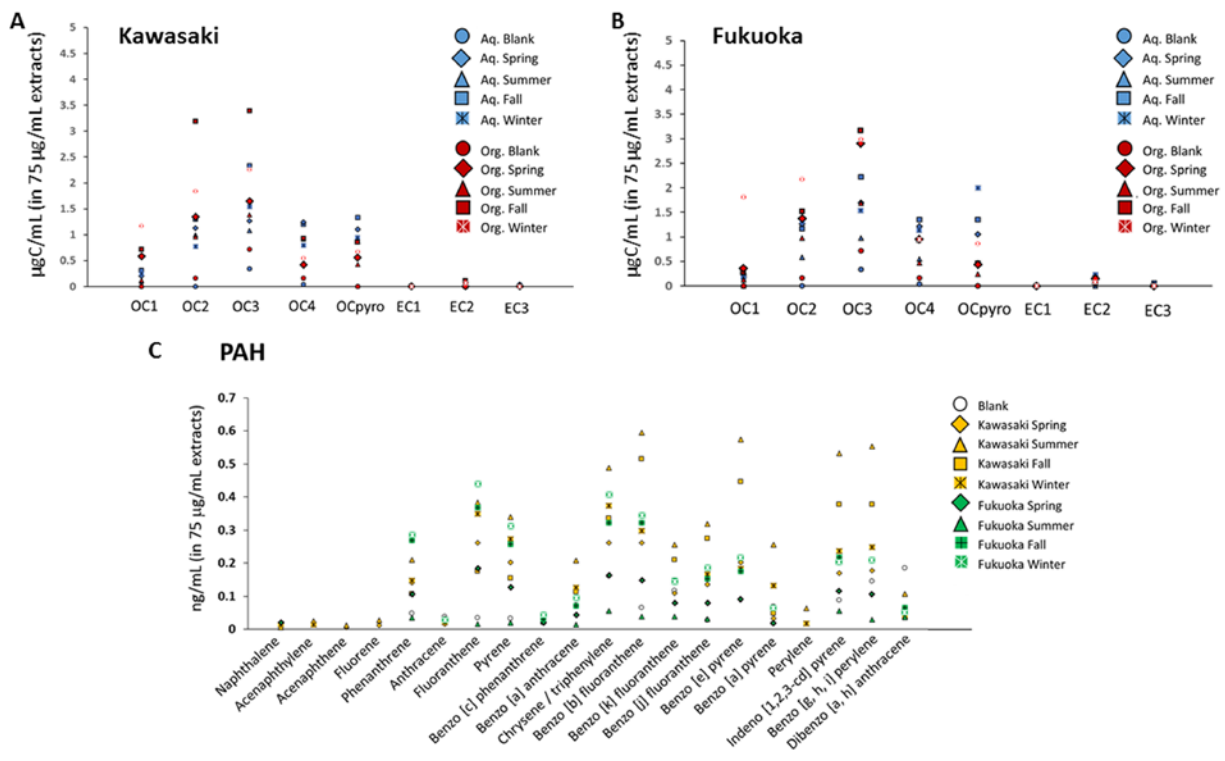 A
Kawasaki
µgC/mL (in 75 µg/mL extracts)
5
4.5
4
3.5
3
2.5
2
1.5
1
0.5
0
OC1 OC2 OC3 OC4 OCpyro EC1 EC2 EC3
Aq. Blank
Aq. Spring
Aq. Summer
Aq. Fall
Aq. Winter
Org. Blank
Org. Spring
Org. Summer
Org. Fall
Org. Winter
B
Fukuoka
µgC/mL (in 75 µg/mL extracts)
5
4.5
4
3.5
3
2.5
2
1.5
1
0.5
0
OC1 OC2 OC3 OC4 OCpyro EC1 EC2 EC3
Aq. Blank
Aq. Spring
Aq. Summer
Aq. Fall
Aq. Winter
Org. Blank
Org. Spring
Org. Summer
Org. Fall
Org. Winter
C
PAH
ng/mL (in 75 µg/mL extracts)
0.7
0.6
0.5
0.4
0.3
0.2
0.1
0
Naphthalene
Acenaphthylene
Acenaphthene
Fluorene
Phenanthrene
Anthracene
Fluoranthene
Pyrene
Benzo [c] phenanthrene
Benzo [a] anthracene
Chrysene / triphenylene
Benzo [b] fluoranthene
Benzo [k] fluoranthene
Benzo [j] fluoranthene
Benzo [e] pyrene
Benzo [a] pyrene
Perylene
Indeno [1,2,3-cd] pyrene
Benzo [g, h, i] perylene
Dibenzo [a, h] anthracene
Blank
Kawasaki Spring
Kawasaki Summer
Kawasaki Fall
Kawasaki Winter
Fukuoka Spring
Fukuoka Summer
Fukuoka Fall
Fukuoka Winter